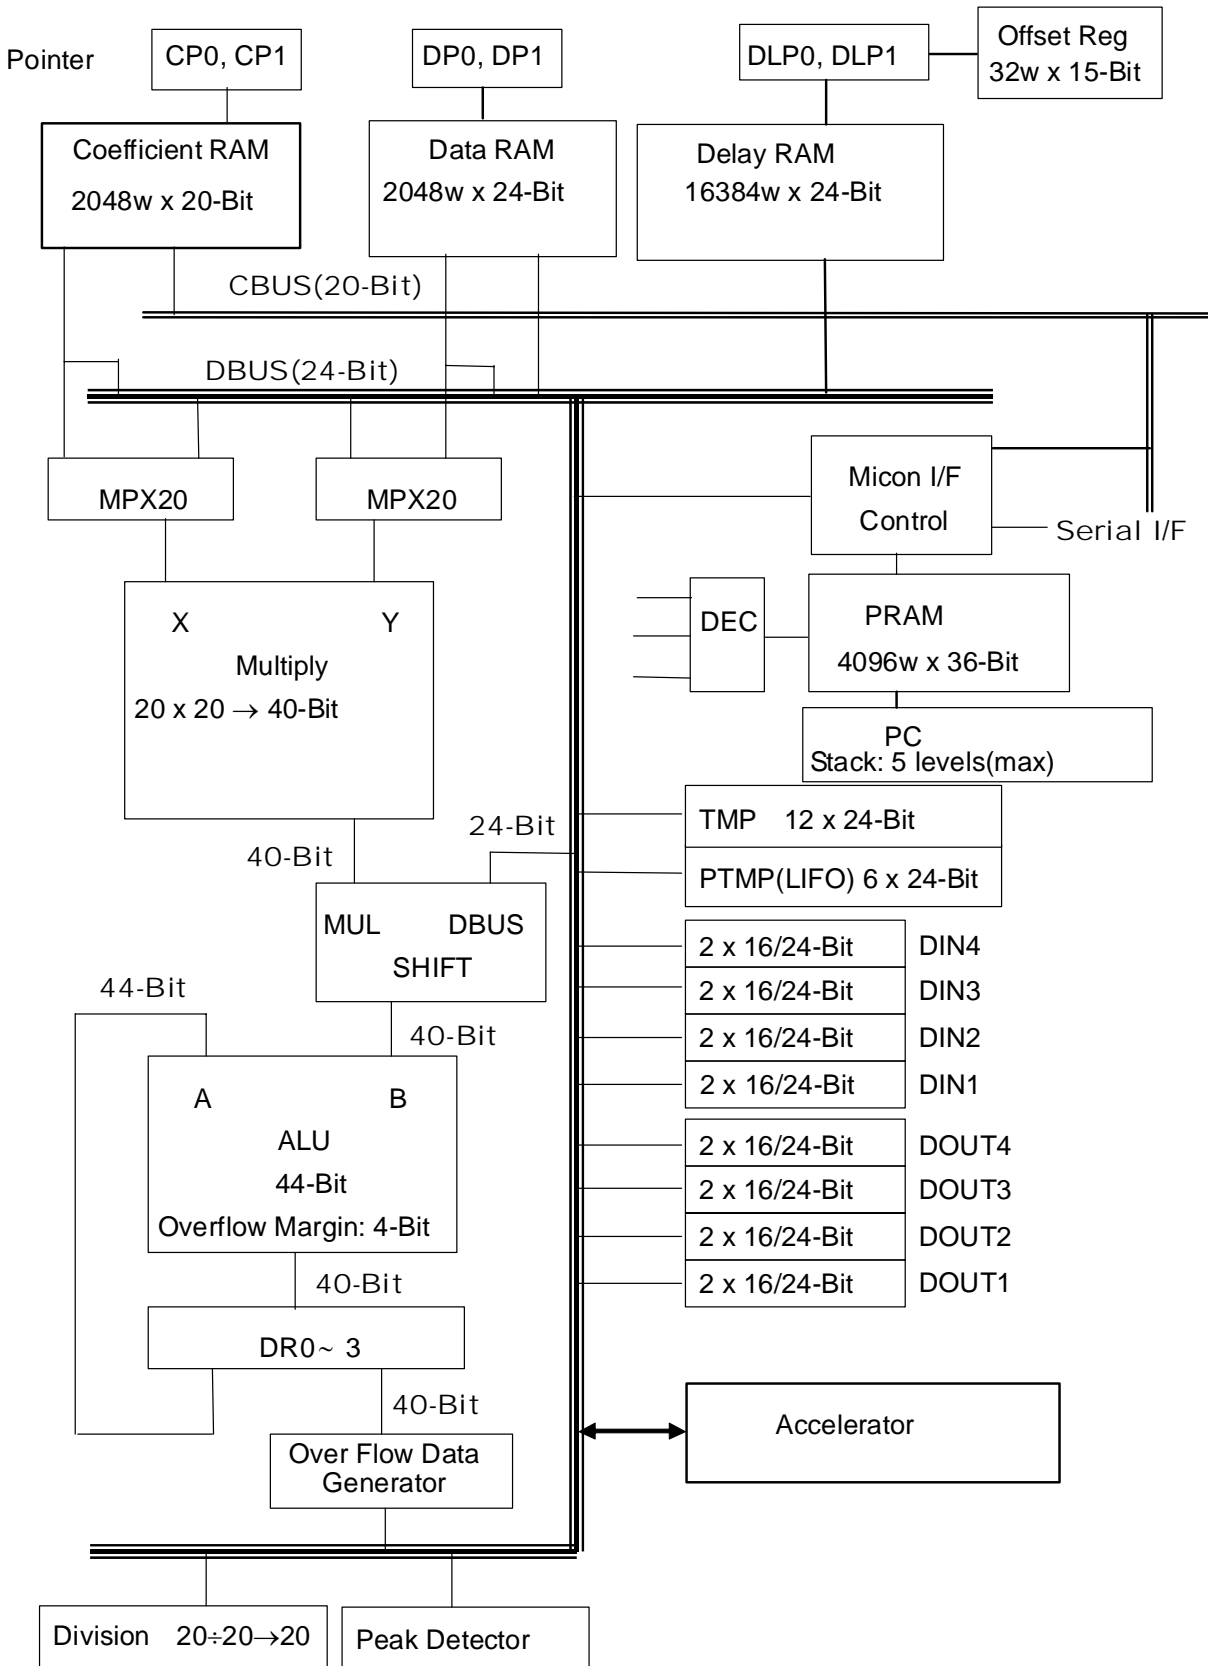 Pointer
CP0, CP1
DP0, DP1
DLP0, DLP1
Offset Reg
32w x 15-Bit
Coefficient RAM
2048w x 20-Bit
Data RAM
2048w x 24-Bit
Delay RAM
16384w x 24-Bit
CBUS(20-Bit)
DBUS(24-Bit)
MPX20
MPX20
Micon I/F
Control
Serial I/F
X
Y
Multiply
20 x 20 → 40-Bit
DEC
PRAM
4096w x 36-Bit
PC
Stack: 5 levels(max)
TMP 12 x 24-Bit
PTMP(LIFO) 6 x 24-Bit
24-Bit
40-Bit
MUL
DBUS
SHIFT
2 x 16/24-Bit DIN4
2 x 16/24-Bit DIN3
2 x 16/24-Bit DIN2
2 x 16/24-Bit DIN1
44-Bit
40-Bit
A
B
ALU
44-Bit
Overflow Margin: 4-Bit
2 x 16/24-Bit DOUT4
2 x 16/24-Bit DOUT3
2 x 16/24-Bit DOUT2
2 x 16/24-Bit DOUT1
40-Bit
DR0~ 3
40-Bit
Over Flow Data
Generator
Accelerator
Division 20÷20→20
Peak Detector